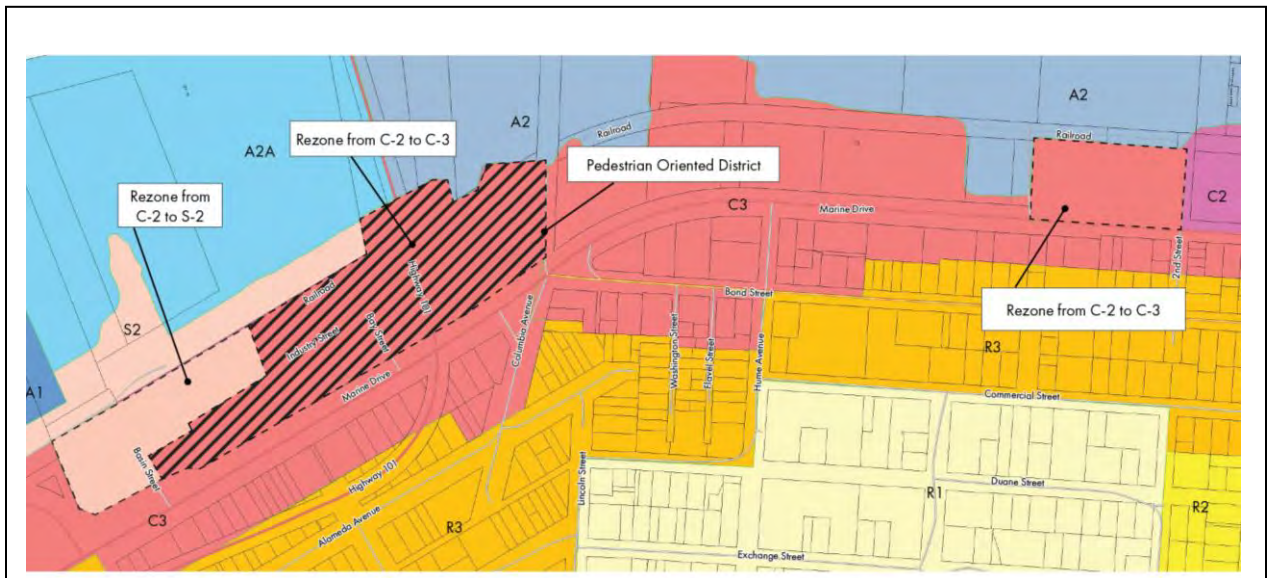 A2
A2
Railroad
Railroad
Rezone from C-2 to C-3
A2A
Pedestrian Oriented District
C2
Rezone from
C-2 to S-2
C3
Marine Drive
2nd Street
Highway 101
Railroad
Bond Street
Rezone from C-2 to C-3
S2
Industry Street
Bay Street
Columbia Avenue
Washington Street
Flavel Street
Hume Avenue
R3
A1
Marine Drive
Commercial Street
Basin Street
Highway 101
Lincoln Street
Duane Street
R1
R2
C3
Alameda Avenue
R3
Exchange Street